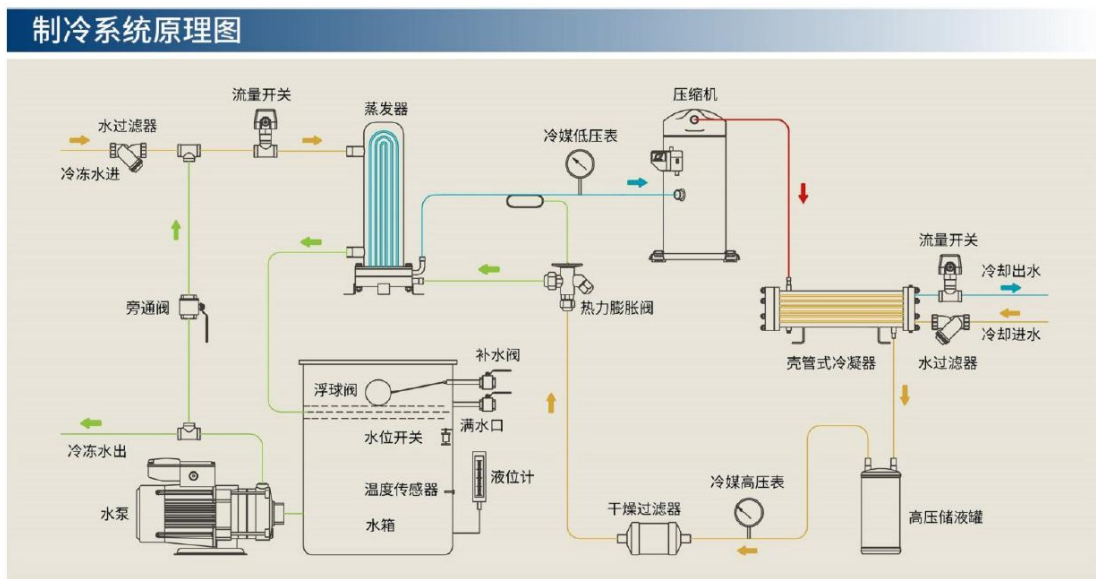 制冷系统原理图
流量开关
蒸发器
压缩机
水过滤器
冷媒低压表
冷冻水进
流量开关
冷却出水
旁通阀
热力膨胀阀
冷却进水
补水阀
壳管式冷凝器
水过滤器
浮球阀
满水口
水位开关
冷冻水出
液位计
温度传感器
冷媒高压表
水泵
水箱
干燥过滤器
高压储液罐